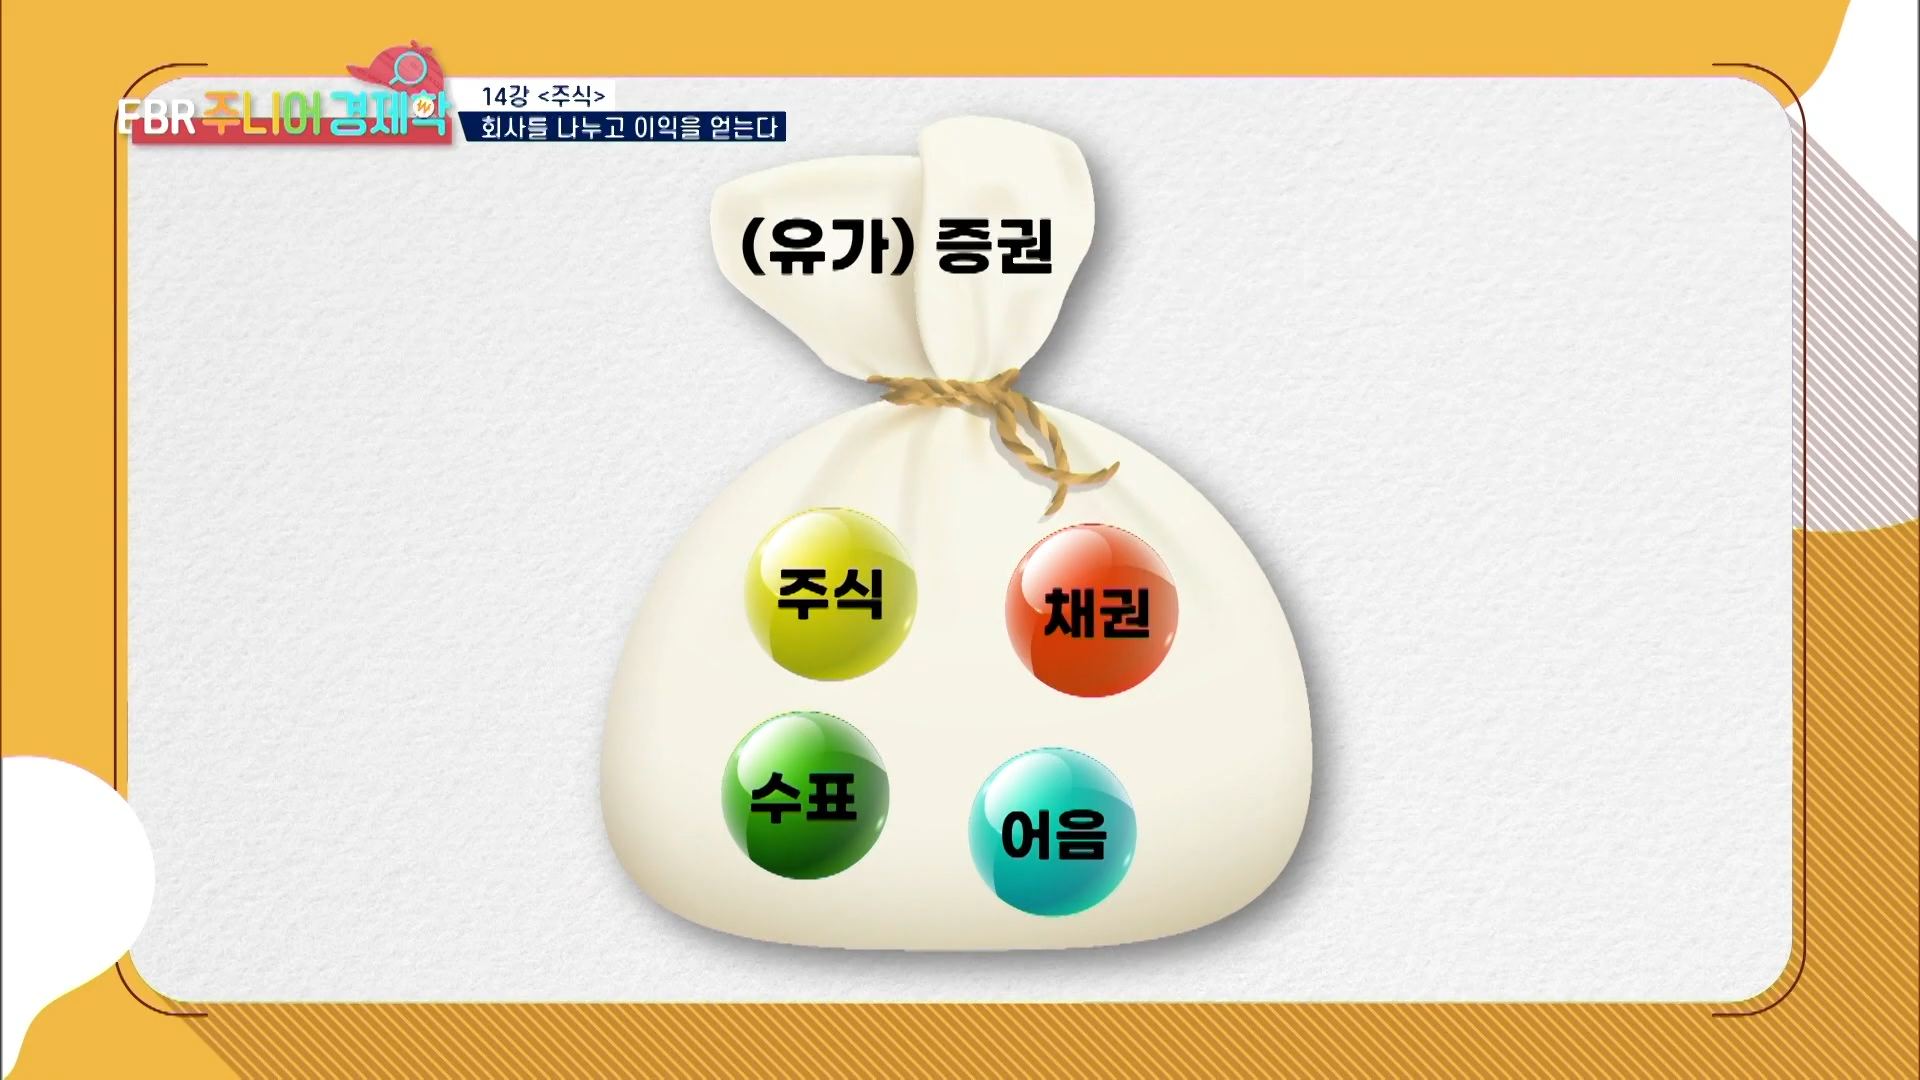 FBR 주니어 경제학
14강 <주식>
회사를 나누고 이익을 얻는다
(유가) 증권
주식
채권
수표
어음